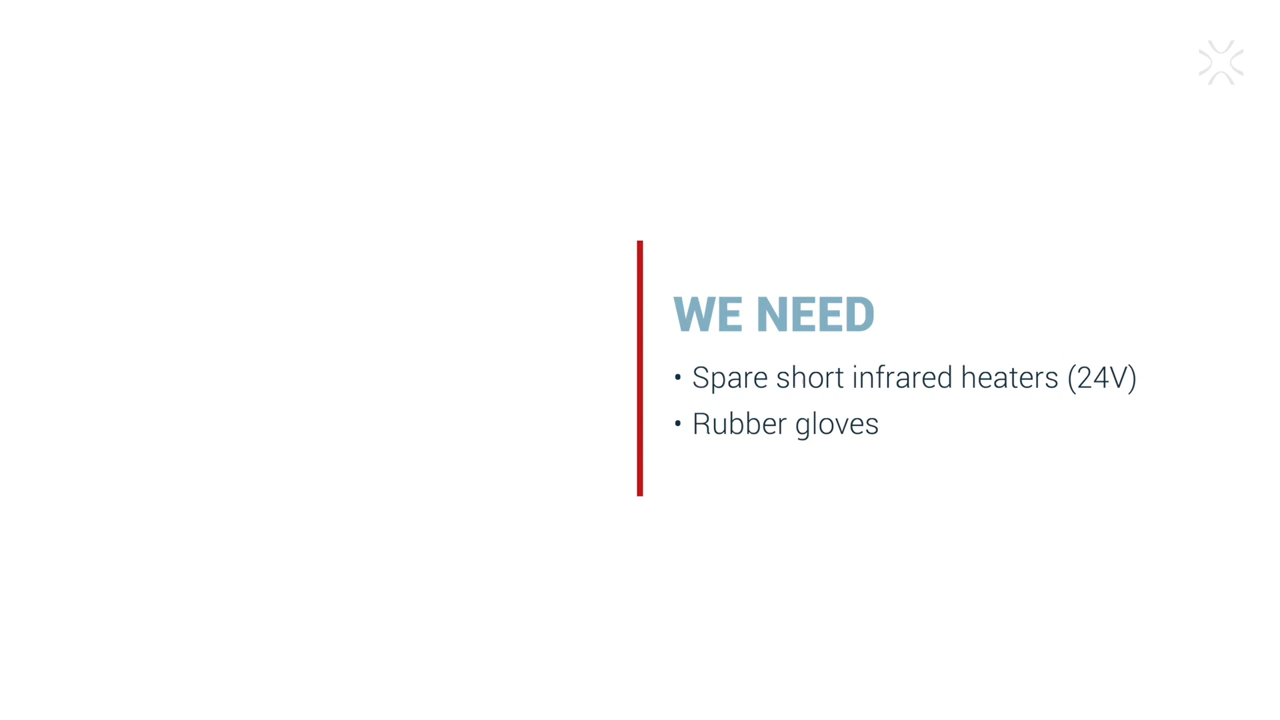 WE NEED
• Spare short infrared heaters (24V)
• Rubber gloves